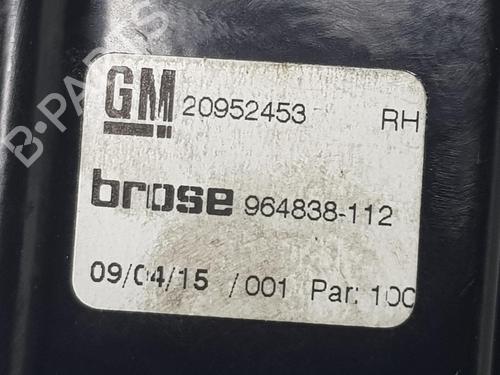 GM 20952453 RH
brose 964838-112
09/04/15 /001 Par: 100
B-PARTS